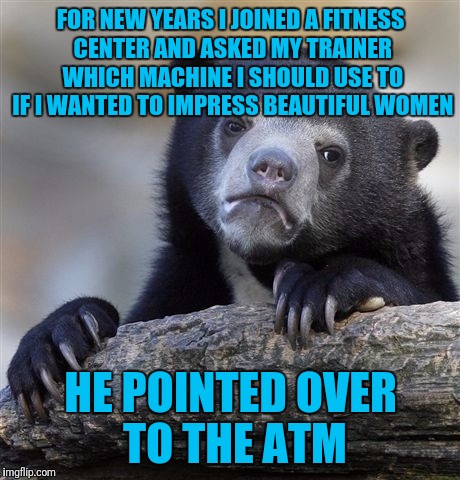 FOR NEW YEARS I JOINED A FITNESS
CENTER AND ASKED MY TRAINER
WHICH MACHINE I SHOULD USE TO
IF I WANTED TO IMPRESS BEAUTIFUL WOMEN
HE POINTED OVER
TO THE ATM
imgflip.com